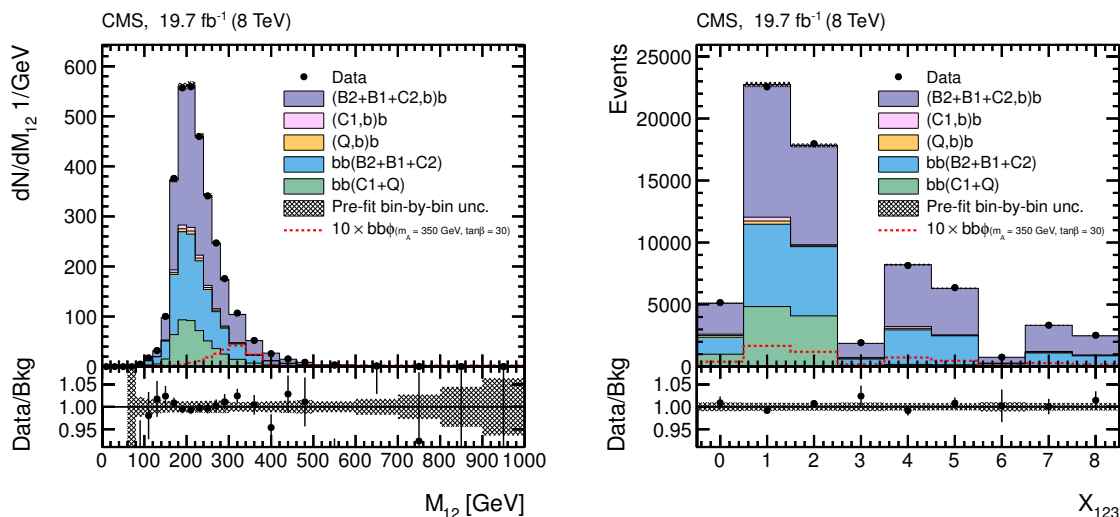 CMS, 19.7 fb⁻¹ (8 TeV)
dN/dM₁₂ 1/GeV
600
500
400
300
200
100
0
Data
(B2+B1+C2,b)b
(C1,b)b
(Q,b)b
bb(B2+B1+C2)
bb(C1+Q)
Pre-fit bin-by-bin unc.
10 × bbϕ(m_A = 350 GeV, tanβ = 30)
Data/Bkg
1.05
1.00
0.95
0 100 200 300 400 500 600 700 800 900 1000
M₁₂ [GeV]
CMS, 19.7 fb⁻¹ (8 TeV)
Events
25000
20000
15000
10000
5000
0
Data
(B2+B1+C2,b)b
(C1,b)b
(Q,b)b
bb(B2+B1+C2)
bb(C1+Q)
Pre-fit bin-by-bin unc.
10 × bbϕ(m_A = 350 GeV, tanβ = 30)
Data/Bkg
1.05
1.00
0.95
0 1 2 3 4 5 6 7 8
X₁₂₃